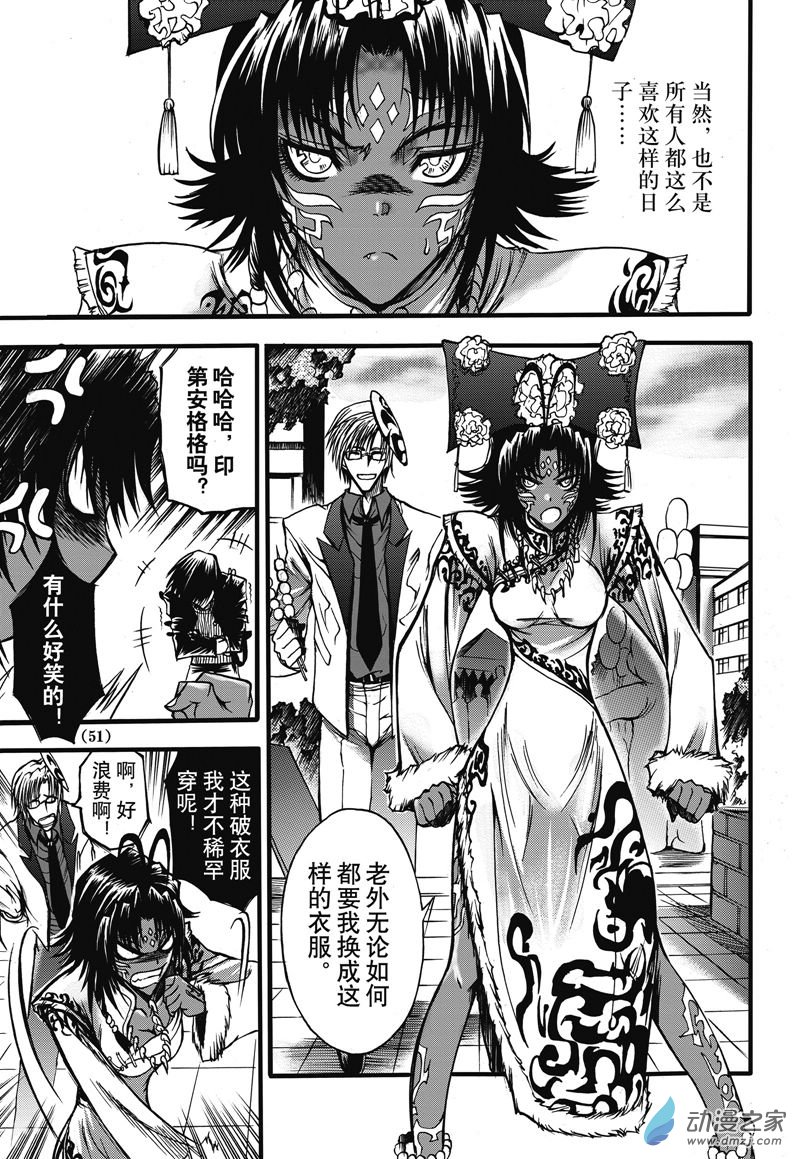 当然，也不是
所有人都这么
喜欢这样的日
子……
老外无论如何
都要我换成这
样的衣服。
哈哈哈，印
第安格格吗？
有什么好笑的！
（51）
这种破衣服
我才不稀罕
穿呢！
啊，好
浪费啊！
动漫之家
www.dmzj.com